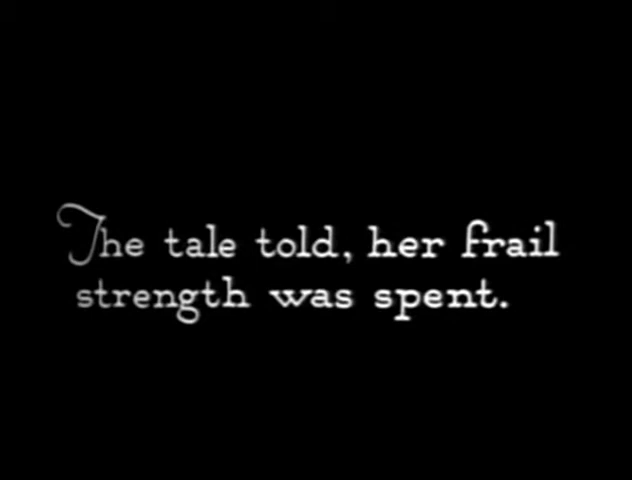 The tale told, her frail
strength was spent.